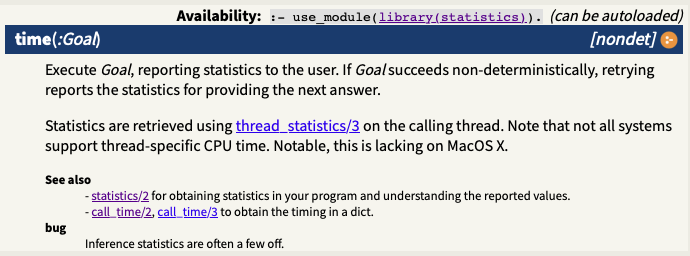 Availability: :- use_module(library(statistics)). (can be autoloaded)
time(:Goal) [nondet]
Execute Goal, reporting statistics to the user. If Goal succeeds non-deterministically, retrying
reports the statistics for providing the next answer.
Statistics are retrieved using thread_statistics/3 on the calling thread. Note that not all systems
support thread-specific CPU time. Notable, this is lacking on MacOS X.
See also
- statistics/2 for obtaining statistics in your program and understanding the reported values.
- call_time/2, call_time/3 to obtain the timing in a dict.
bug
Inference statistics are often a few off.